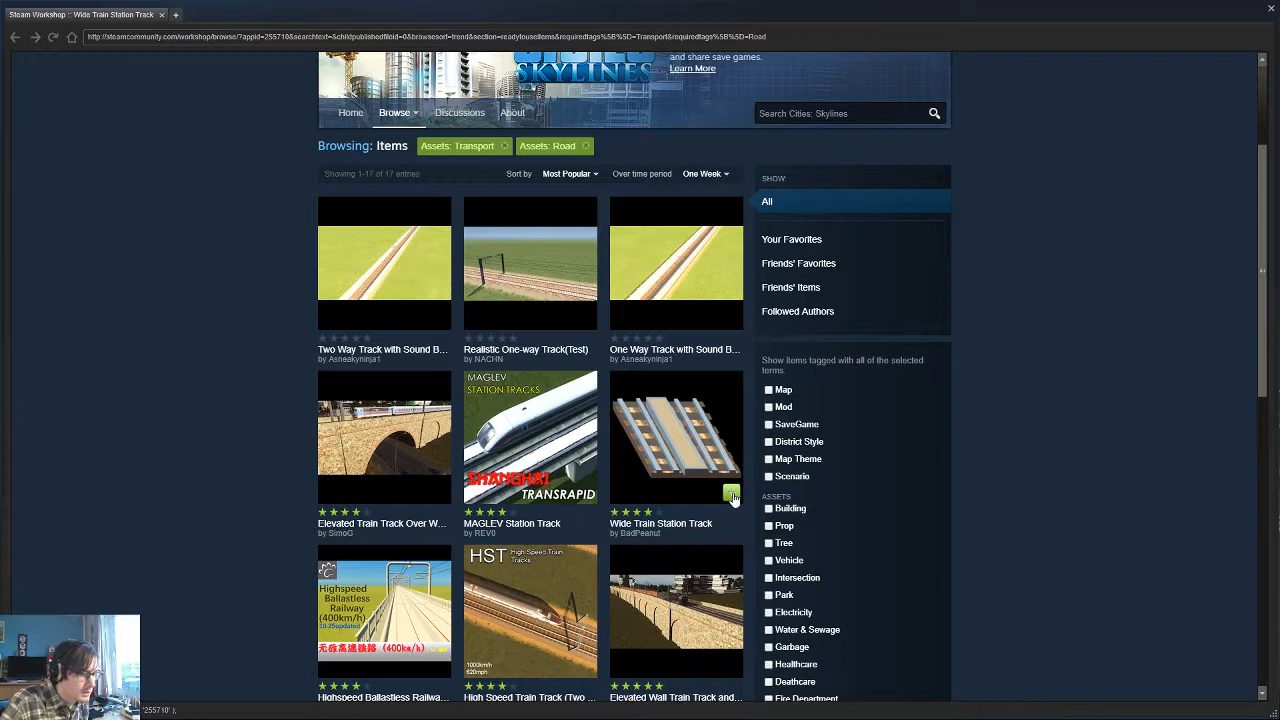 Steam Workshop :: Wide Train Station Track
http://steamcommunity.com/workshop/browse/?appid=255710&searchtext=&childpublishedfileid=0&browsesort=trend&section=readytouseitems&requiredtags%5B%5D=Transport&requiredtags%5B%5D=Road
SKYLINES
and share save games.
Learn More
Home Browse Discussions About
Search Cities: Skylines
Browsing: Items Assets: Transport Assets: Road
Showing 1-17 of 17 entries Sort by Most Popular Over time period One Week
SHOW:
All
Your Favorites
Friends' Favorites
Friends' Items
Followed Authors
Two Way Track with Sound B...
by Asneakyninja1
Realistic One-way Track(Test)
by NACHN
One Way Track with Sound B...
by Asneakyninja1
Show items tagged with all of the selected
terms.
Map
Mod
SaveGame
District Style
Map Theme
Scenario
ASSETS
Building
Prop
Tree
Vehicle
Intersection
Park
Electricity
Water & Sewage
Garbage
Healthcare
Deathcare
Fire Department
MAGLEV
STATION TRACKS
SHANGHAI
TRANSRAPID
Elevated Train Track Over W...
by SimoG
MAGLEV Station Track
by REV0
Wide Train Station Track
by BadPeanut
Highspeed
Ballastless
Railway
(400km/h)
10.25updated
无砟高速铁路（400km/h）
HST High Speed Train
Tracks
1000km/h
620mph
Highspeed Ballastless Railwa...
High Speed Train Track (Two ...
Elevated Wall Train Track and...
'255710' );